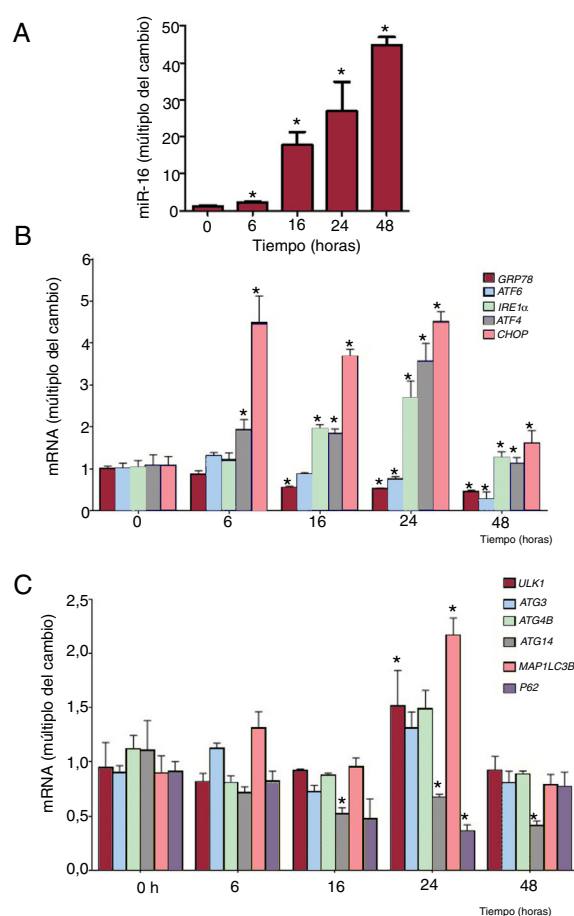 A
miR-16 (múltiplo del cambio)
50
40
30
20
10
0
* * * *
0 6 16 24 48
Tiempo (horas)
B
mRNA (múltiplo del cambio)
6
5
4
3
2
1
0
GRP78
ATF6
IRE1α
ATF4
CHOP
* *
* * * *
* * * * *
* * * * *
0 6 16 24 48
Tiempo (horas)
C
mRNA (múltiplo del cambio)
2,5
2,0
1,5
1,0
0,5
0,0
ULK1
ATG3
ATG4B
ATG14
MAP1LC3B
P62
*
* * * *
*
0 h 6 16 24 48
Tiempo (horas)